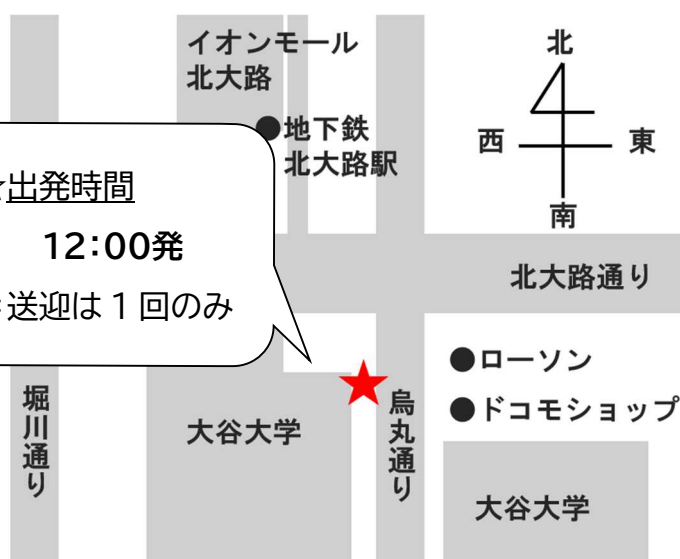 イオンモール
北大路
●地下鉄
北大路駅
北
西
東
南
出発時間
12：00発
送迎は１回のみ
北大路通り
●ローソン
●ドコモショップ
堀川通り
大谷大学
烏丸通り
大谷大学